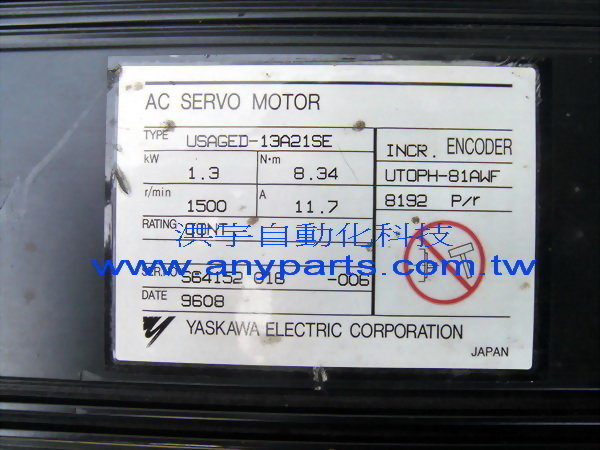 AC SERVO MOTOR
TYPE USAGED-13A21SE
kW 1.3 N·m 8.34
r/min 1500 A 11.7
RATING CONT
SER.NO. S64152 018 -006
DATE 9608
INCR. ENCODER
UTOPH-81AWF
8192 P/r
YASKAWA ELECTRIC CORPORATION
JAPAN
洪宇自動化科技
www.anyparts.com.tw